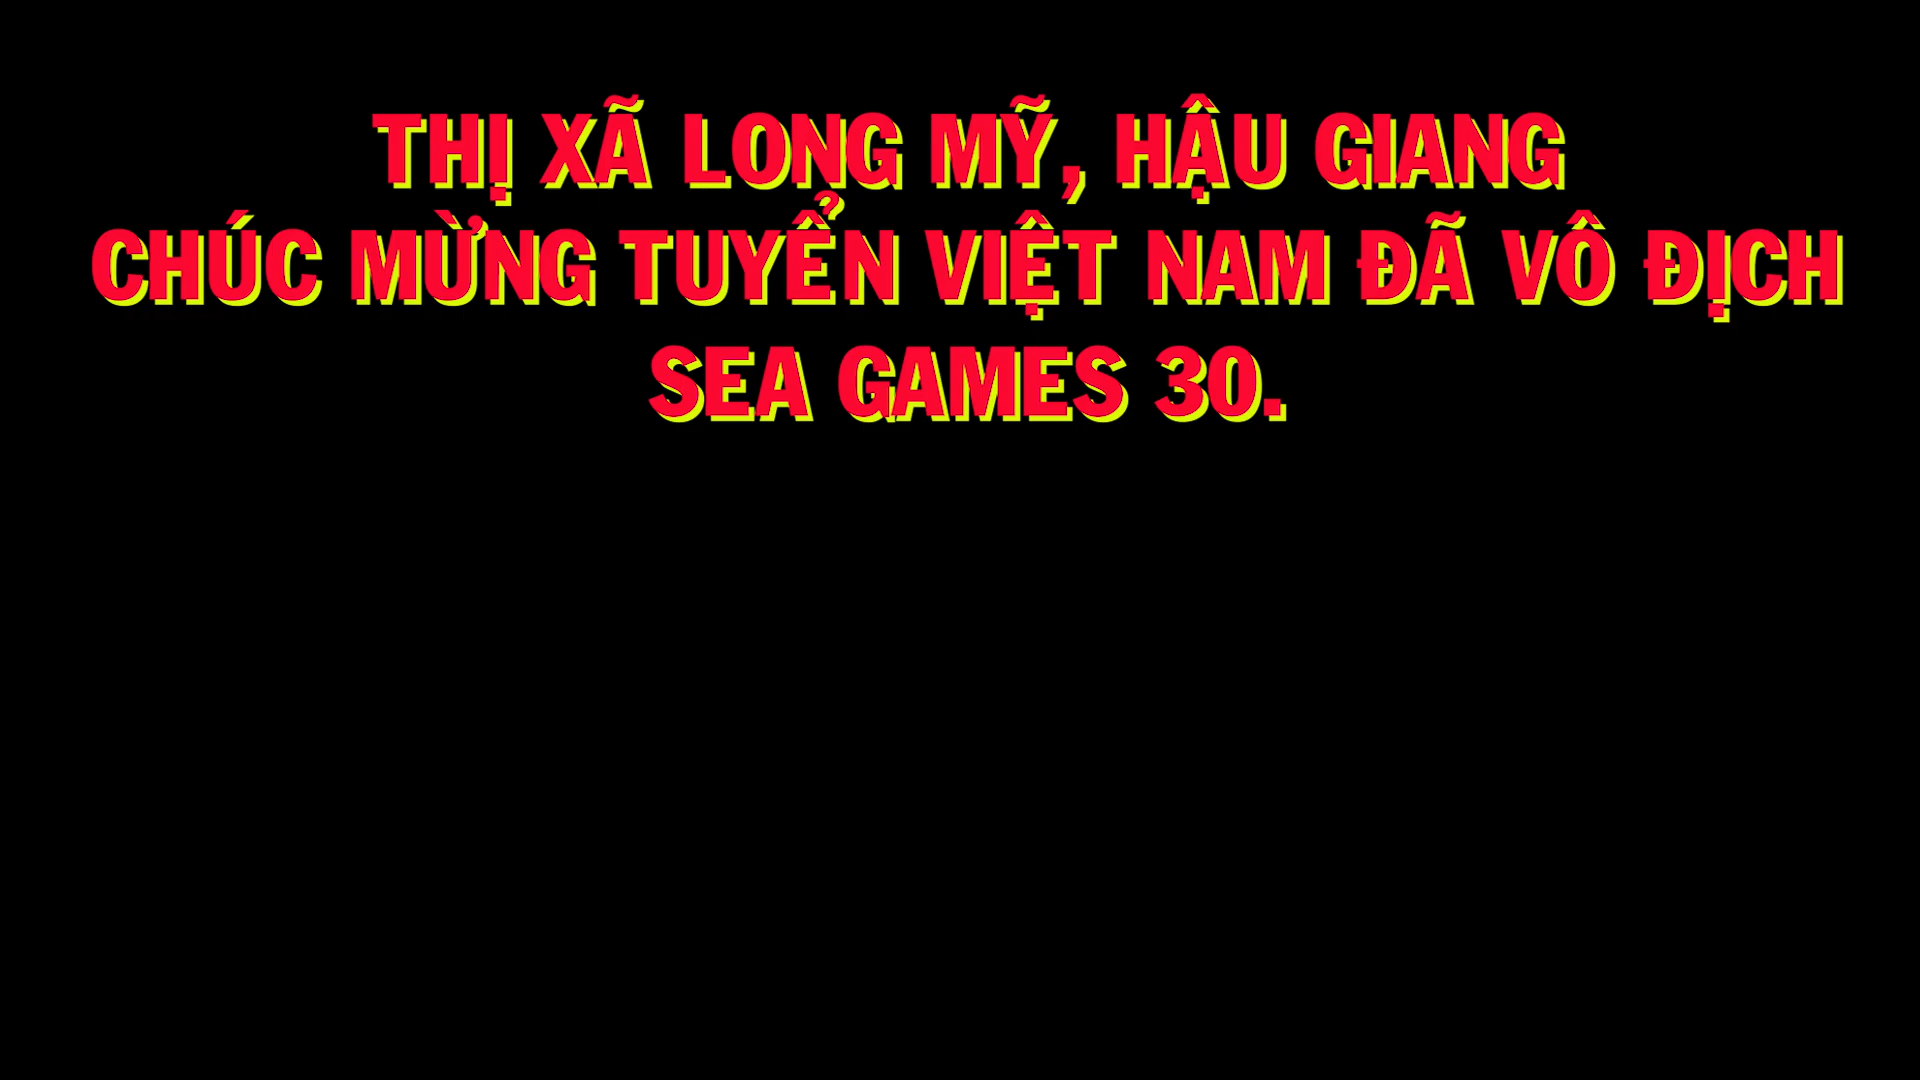 THỊ XÃ LONG MỸ, HẬU GIANG
CHÚC MỪNG TUYỂN VIỆT NAM ĐÃ VÔ ĐỊCH
SEA GAMES 30.